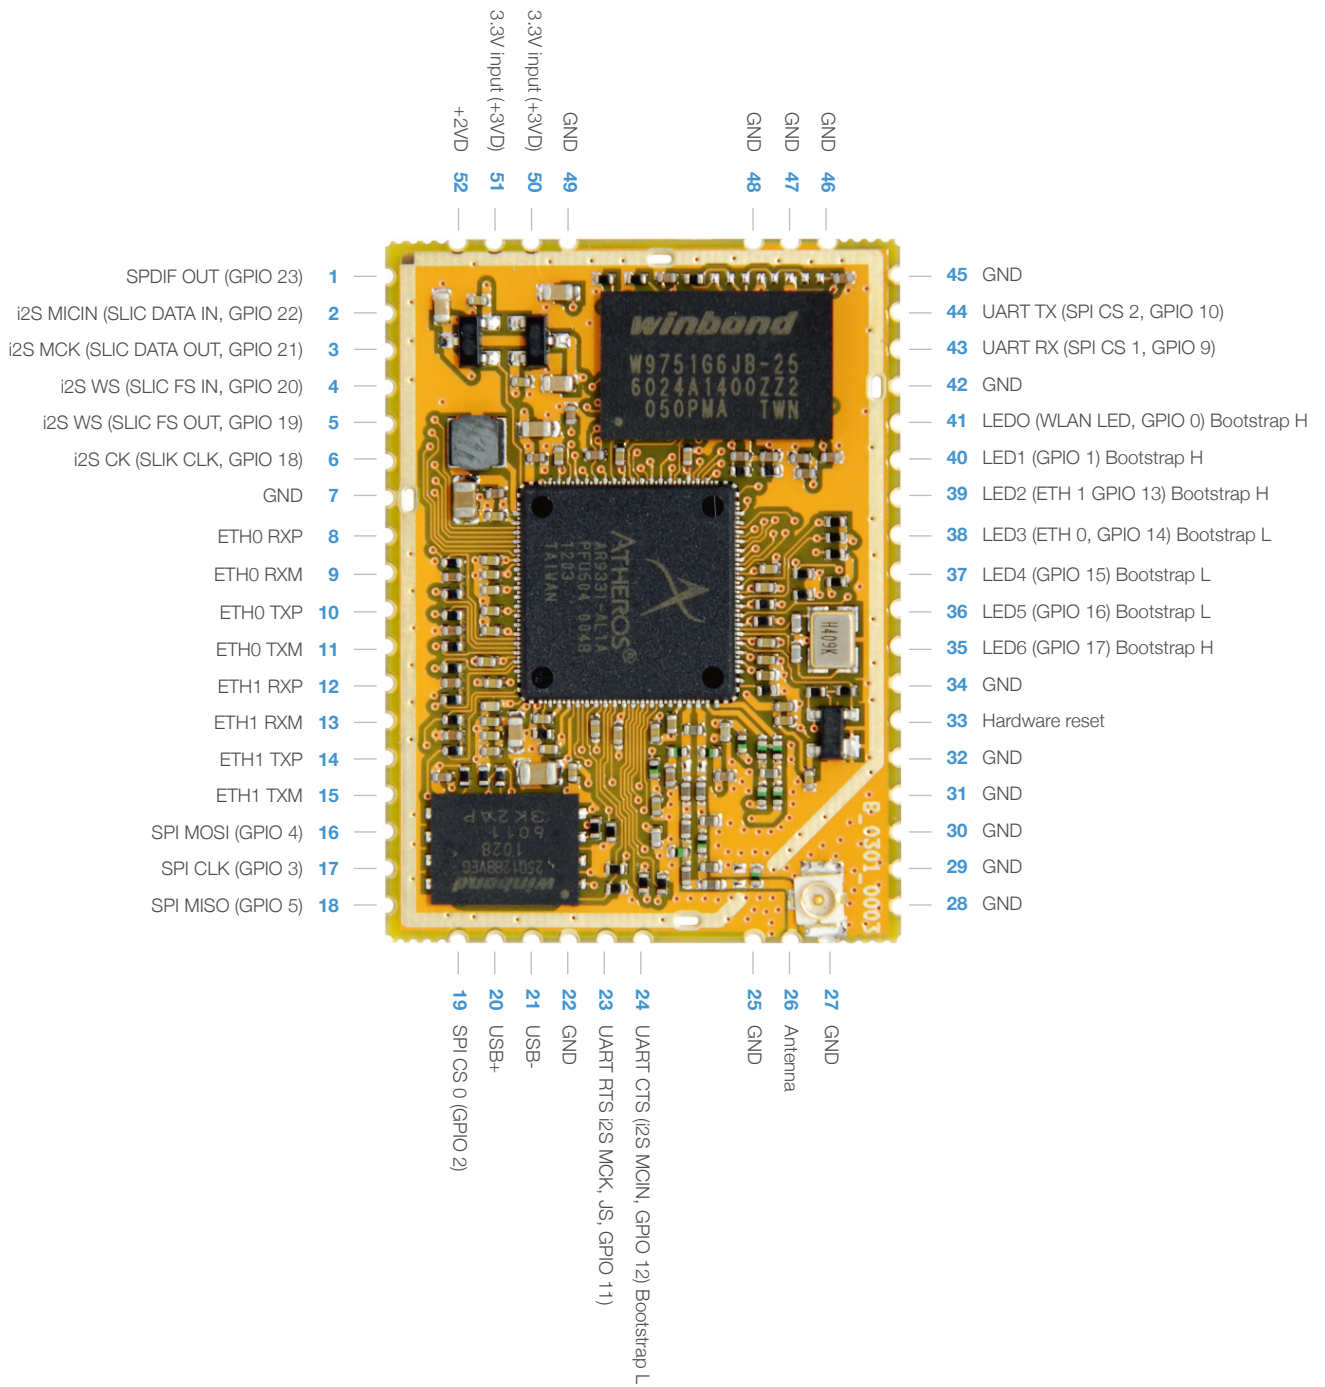 3.3V input (+3VD)
3.3V input (+3VD)
+2VD
GND
GND
GND
GND
52
51
50
49
48
47
46
SPDIF OUT (GPIO 23) 1
i2S MICIN (SLIC DATA IN, GPIO 22) 2
i2S MCK (SLIC DATA OUT, GPIO 21) 3
i2S WS (SLIC FS IN, GPIO 20) 4
i2S WS (SLIC FS OUT, GPIO 19) 5
i2S CK (SLIK CLK, GPIO 18) 6
GND 7
ETH0 RXP 8
ETH0 RXM 9
ETH0 TXP 10
ETH0 TXM 11
ETH1 RXP 12
ETH1 RXM 13
ETH1 TXP 14
ETH1 TXM 15
SPI MOSI (GPIO 4) 16
SPI CLK (GPIO 3) 17
SPI MISO (GPIO 5) 18
winbond
W9751G6JB-25
6024A1400ZZ2
050PMA TWN
ATHEROS®
AR9331-AL1A
PFU604.004B
1203
TAIWAN
H409K
winbond
25Q128BVEG
1028
6011
3K2AP
8_0301_0003
45 GND
44 UART TX (SPI CS 2, GPIO 10)
43 UART RX (SPI CS 1, GPIO 9)
42 GND
41 LED0 (WLAN LED, GPIO 0) Bootstrap H
40 LED1 (GPIO 1) Bootstrap H
39 LED2 (ETH 1 GPIO 13) Bootstrap H
38 LED3 (ETH 0, GPIO 14) Bootstrap L
37 LED4 (GPIO 15) Bootstrap L
36 LED5 (GPIO 16) Bootstrap L
35 LED6 (GPIO 17) Bootstrap H
34 GND
33 Hardware reset
32 GND
31 GND
30 GND
29 GND
28 GND
19 SPI CS 0 (GPIO 2)
20 USB+
21 USB-
22 GND
23 UART RTS i2S MCK, JS, GPIO 11)
24 UART CTS (i2S MCIN, GPIO 12) Bootstrap L
25 GND
26 Antenna
27 GND